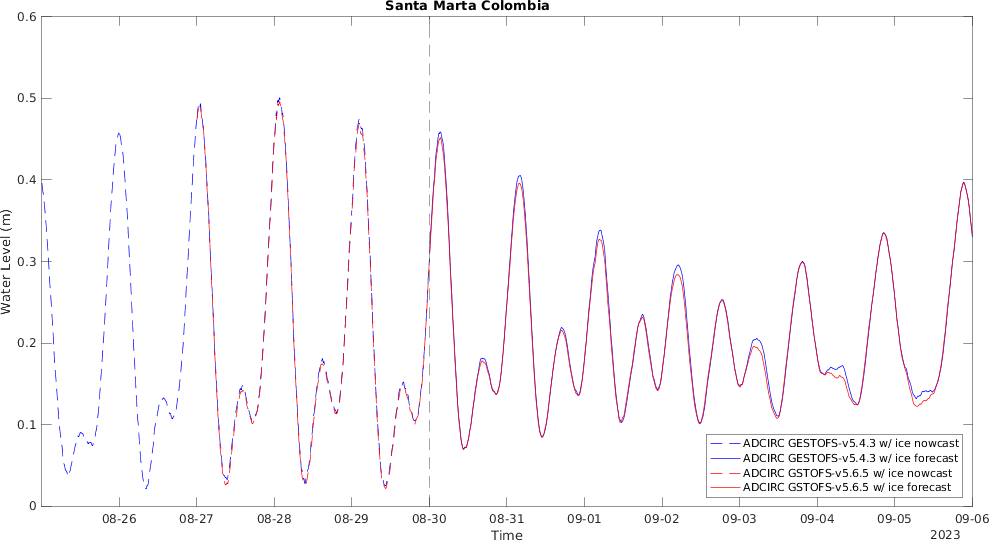 Santa Marta Colombia
0.6
0.5
0.4
0.3
0.2
0.1
0
Water Level (m)
ADCIRC GESTOFS-v5.4.3 w/ ice nowcast
ADCIRC GESTOFS-v5.4.3 w/ ice forecast
ADCIRC GSTOFS-v5.6.5 w/ ice nowcast
ADCIRC GSTOFS-v5.6.5 w/ ice forecast
08-26 08-27 08-28 08-29 08-30 08-31 09-01 09-02 09-03 09-04 09-05 09-06
Time
2023